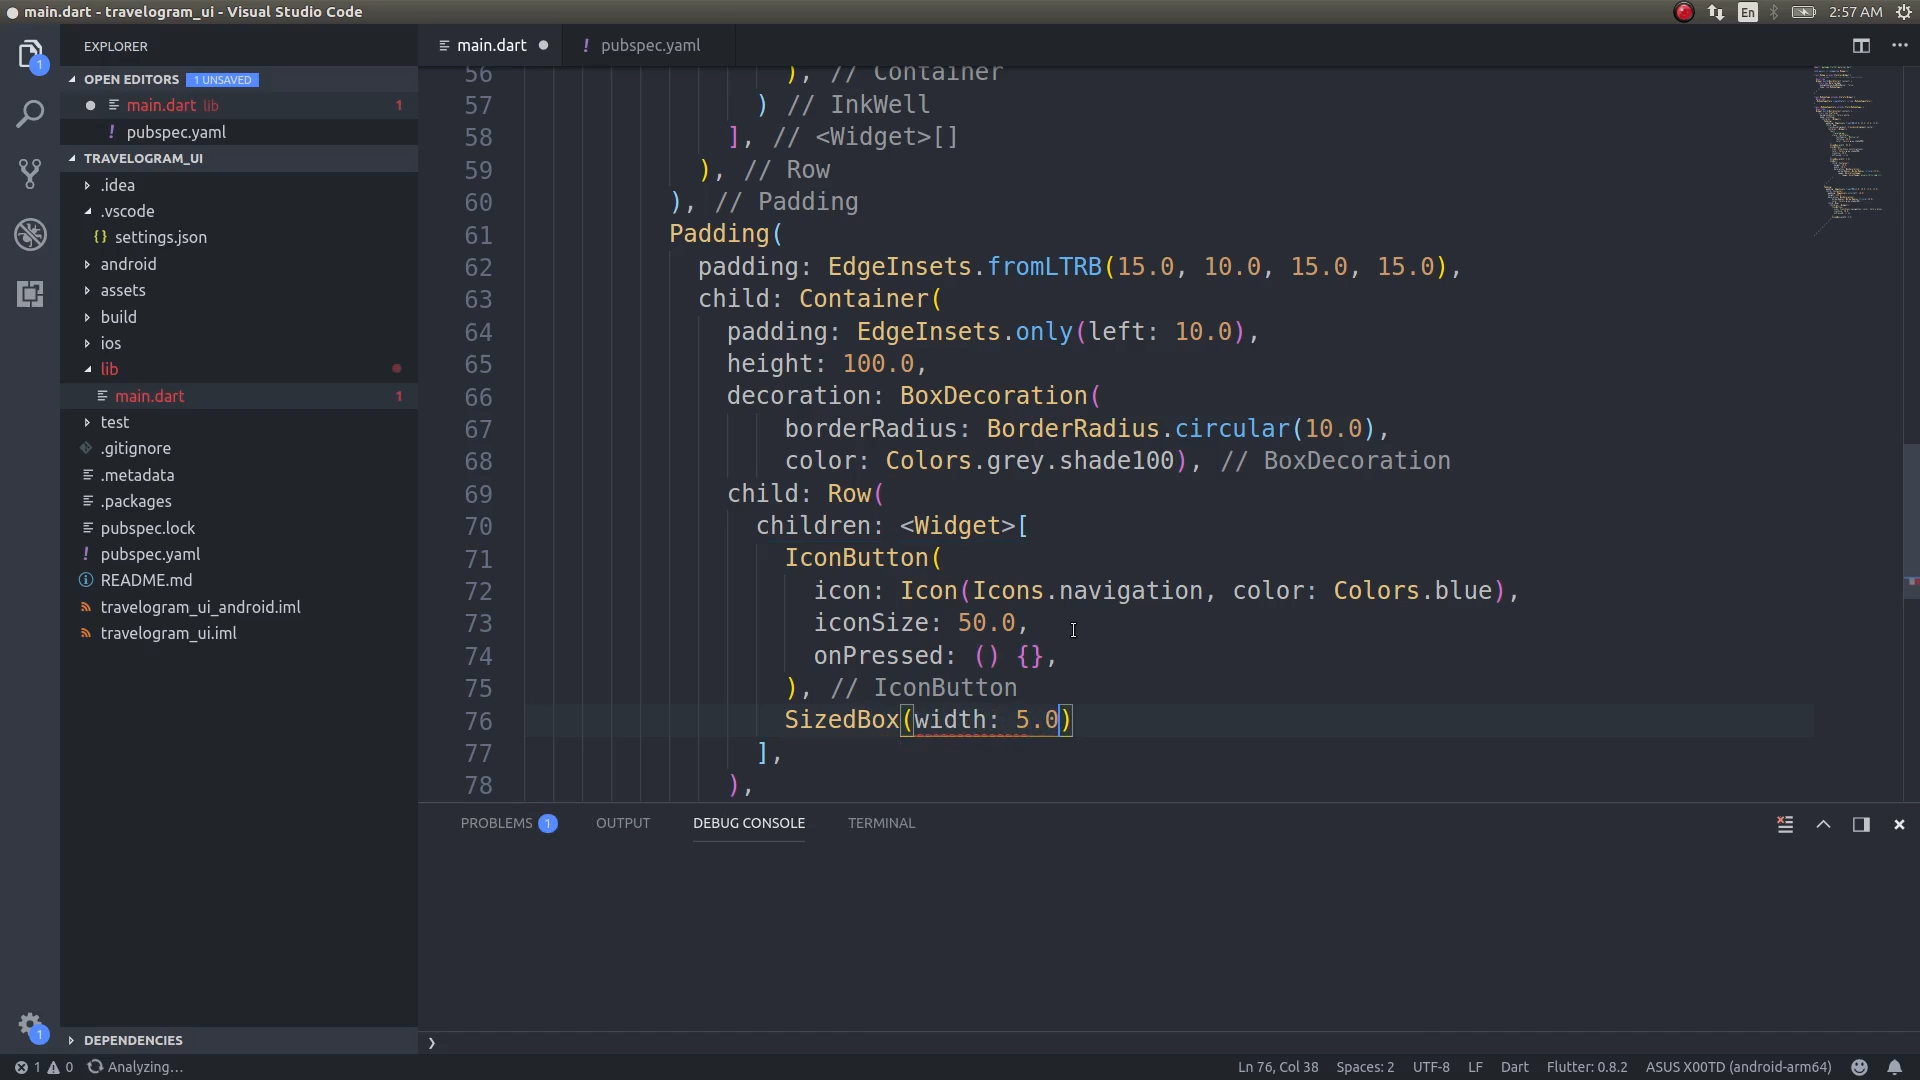 main.dart - travelogram_ui - Visual Studio Code
En
2:57 AM
EXPLORER
OPEN EDITORS 1 UNSAVED
main.dart lib 1
! pubspec.yaml
TRAVELOGRAM_UI
.idea
.vscode
{} settings.json
android
assets
build
ios
lib
main.dart 1
test
.gitignore
.metadata
.packages
pubspec.lock
! pubspec.yaml
README.md
travelogram_ui_android.iml
travelogram_ui.iml
DEPENDENCIES
1
1
main.dart
! pubspec.yaml
56 ), // Container
57 ) // InkWell
58 ], // <Widget>[]
59 ), // Row
60 ), // Padding
61 Padding(
62 padding: EdgeInsets.fromLTRB(15.0, 10.0, 15.0, 15.0),
63 child: Container(
64 padding: EdgeInsets.only(left: 10.0),
65 height: 100.0,
66 decoration: BoxDecoration(
67 borderRadius: BorderRadius.circular(10.0),
68 color: Colors.grey.shade100), // BoxDecoration
69 child: Row(
70 children: <Widget>[
71 IconButton(
72 icon: Icon(Icons.navigation, color: Colors.blue),
73 iconSize: 50.0,
74 onPressed: () {},
75 ), // IconButton
76 SizedBox(width: 5.0)
77 ],
78 ),
PROBLEMS 1 OUTPUT DEBUG CONSOLE TERMINAL
1 0 Analyzing... Ln 76, Col 38 Spaces: 2 UTF-8 LF Dart Flutter: 0.8.2 ASUS X00TD (android-arm64)